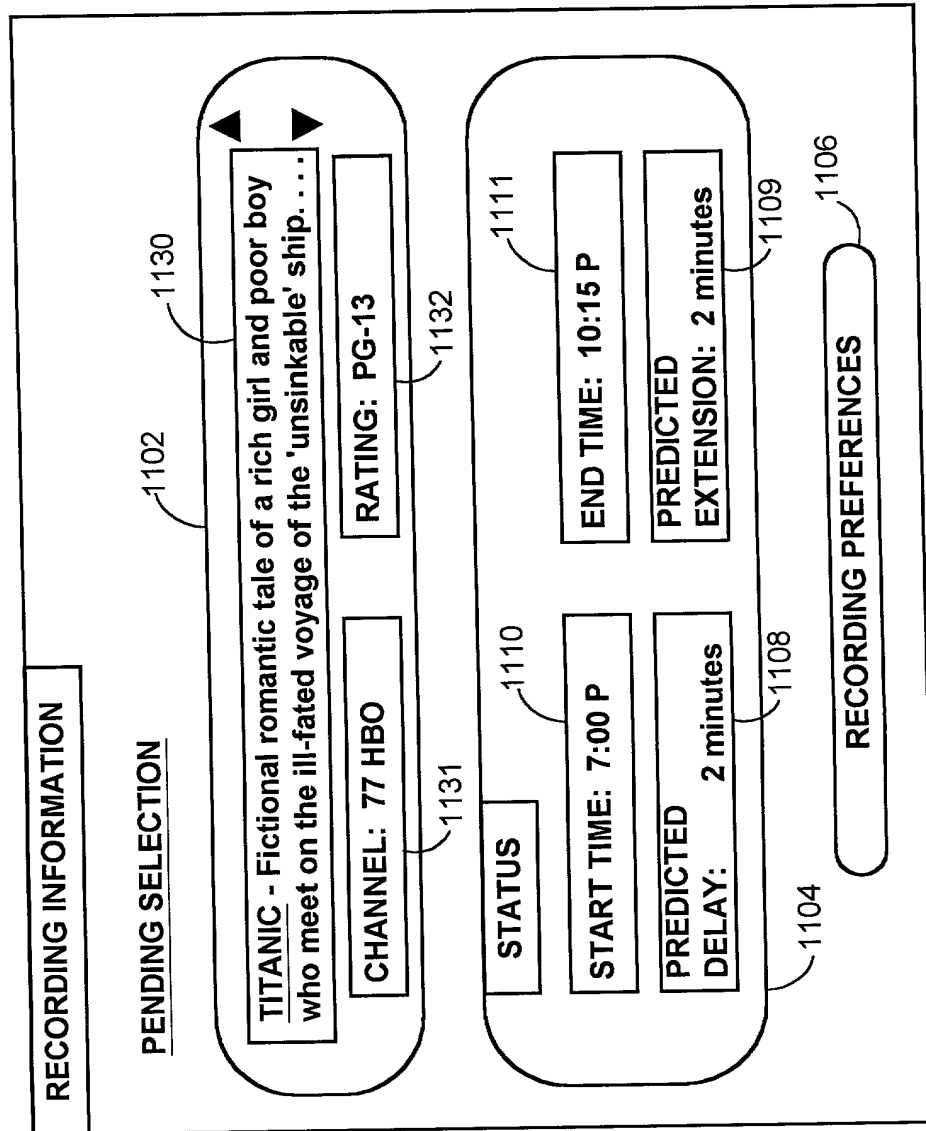 RECORDING INFORMATION
PENDING SELECTION
1102
1130
TITANIC - Fictional romantic tale of a rich girl and poor boy
who meet on the ill-fated voyage of the 'unsinkable' ship. . . .
CHANNEL: 77 HBO
RATING: PG-13
1131
1132
STATUS
1110
1111
START TIME: 7:00 P
END TIME: 10:15 P
PREDICTED
DELAY: 2 minutes
PREDICTED
EXTENSION: 2 minutes
1104
1108
1109
1106
RECORDING PREFERENCES